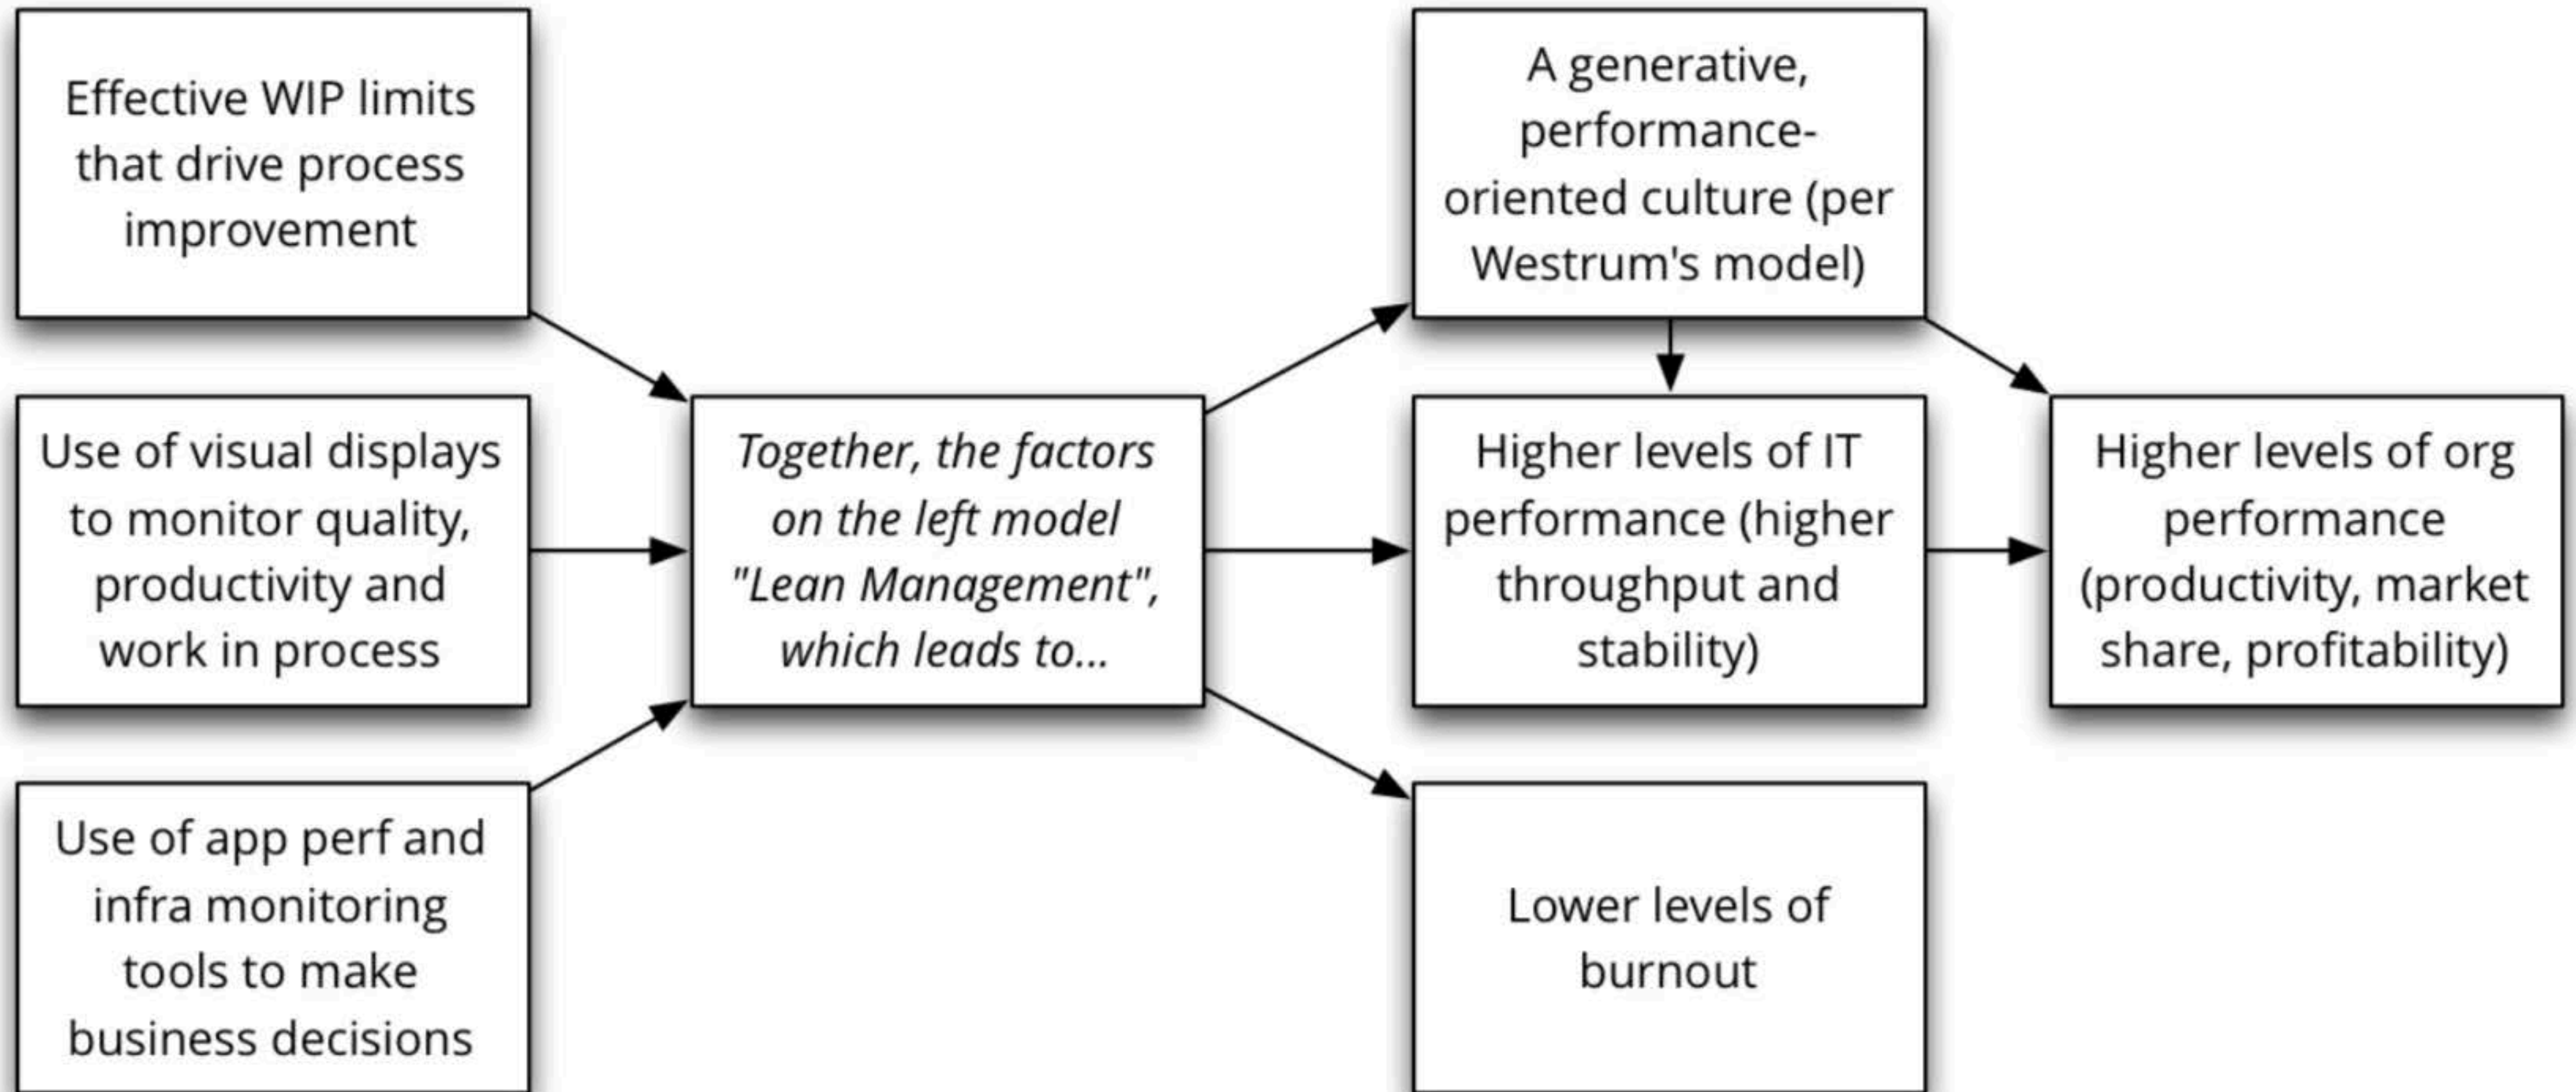 Effective WIP limits
that drive process
improvement
Use of visual displays
to monitor quality,
productivity and
work in process
Use of app perf and
infra monitoring
tools to make
business decisions
Together, the factors
on the left model
"Lean Management",
which leads to...
A generative,
performance-
oriented culture (per
Westrum's model)
Higher levels of IT
performance (higher
throughput and
stability)
Lower levels of
burnout
Higher levels of org
performance
(productivity, market
share, profitability)